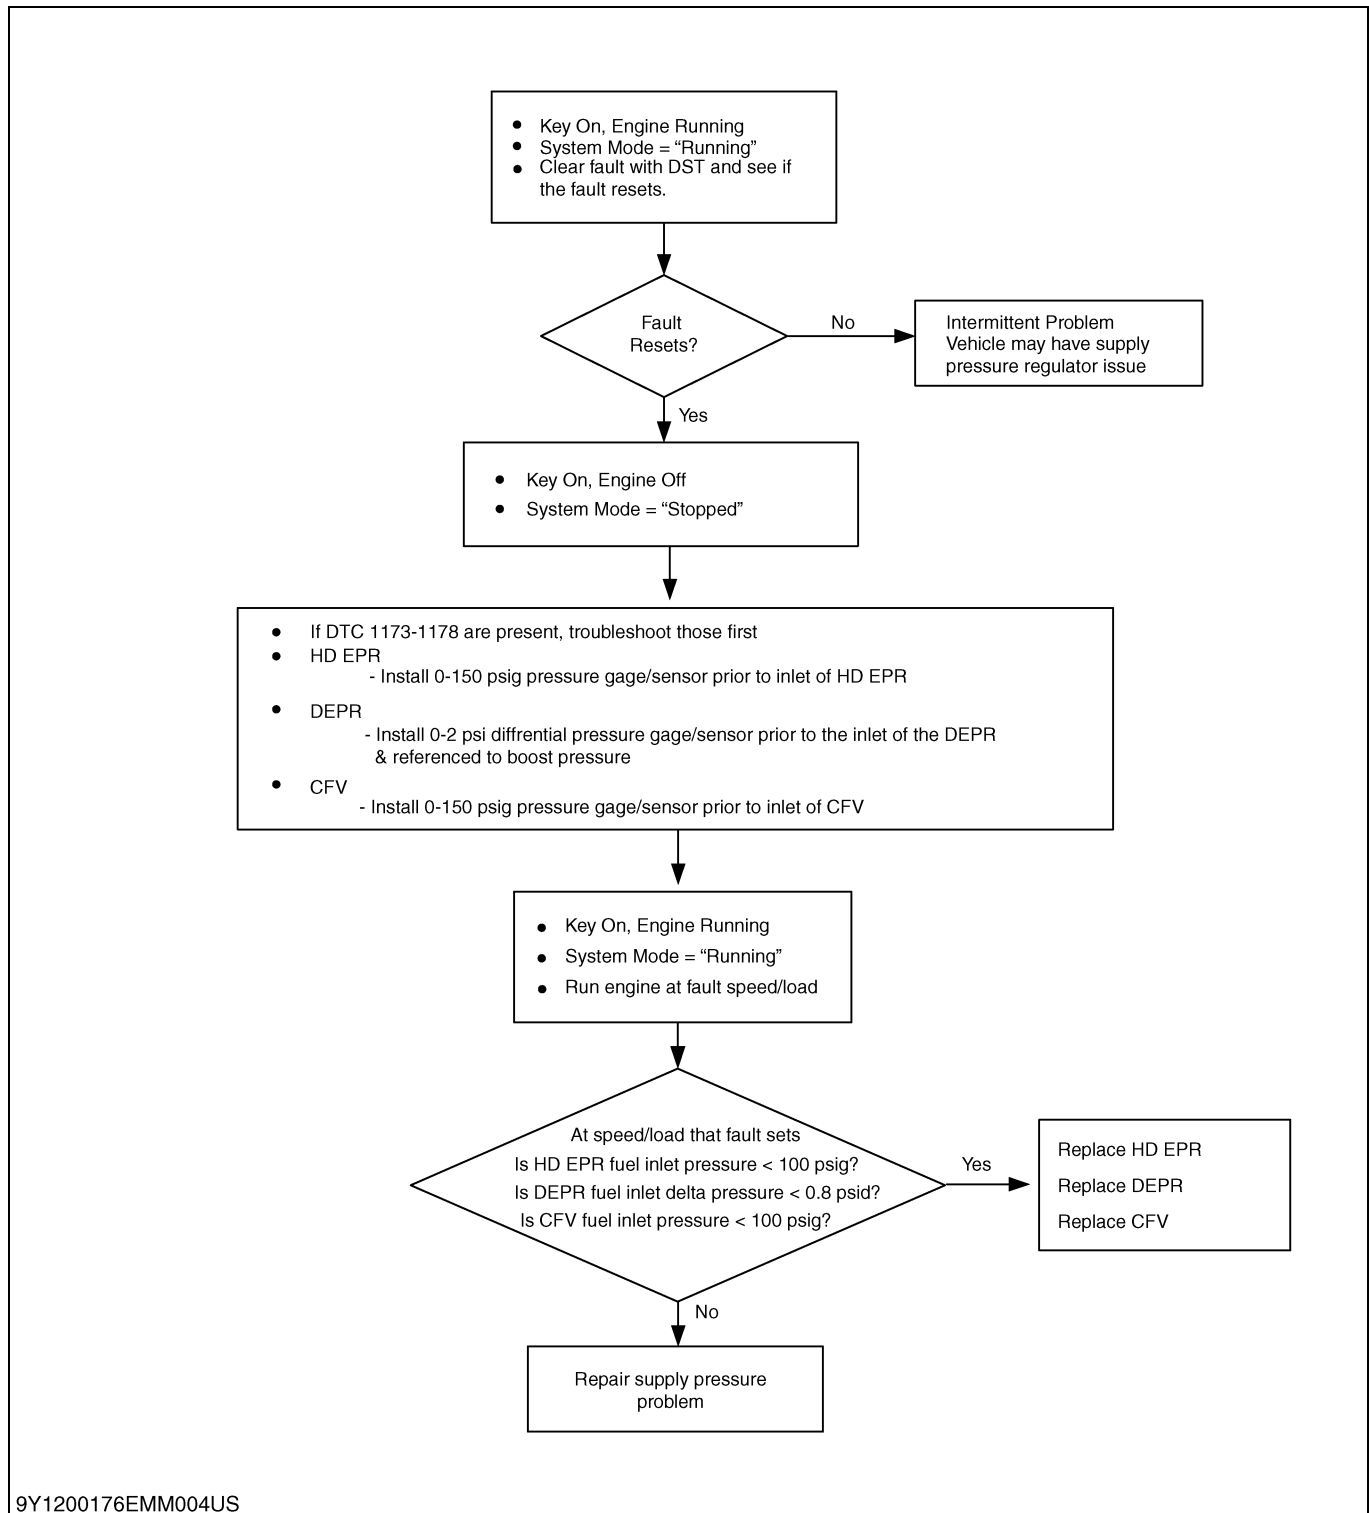 • Key On, Engine Running
• System Mode = “Running”
• Clear fault with DST and see if
the fault resets.
Fault
Resets?
No
Intermittent Problem
Vehicle may have supply
pressure regulator issue
Yes
• Key On, Engine Off
• System Mode = “Stopped”
• If DTC 1173-1178 are present, troubleshoot those first
• HD EPR
- Install 0-150 psig pressure gage/sensor prior to inlet of HD EPR
• DEPR
- Install 0-2 psi diffrential pressure gage/sensor prior to the inlet of the DEPR
& referenced to boost pressure
• CFV
- Install 0-150 psig pressure gage/sensor prior to inlet of CFV
• Key On, Engine Running
• System Mode = “Running”
• Run engine at fault speed/load
At speed/load that fault sets
Is HD EPR fuel inlet pressure < 100 psig?
Is DEPR fuel inlet delta pressure < 0.8 psid?
Is CFV fuel inlet pressure < 100 psig?
Yes
Replace HD EPR
Replace DEPR
Replace CFV
No
Repair supply pressure
problem
9Y1200176EMM004US